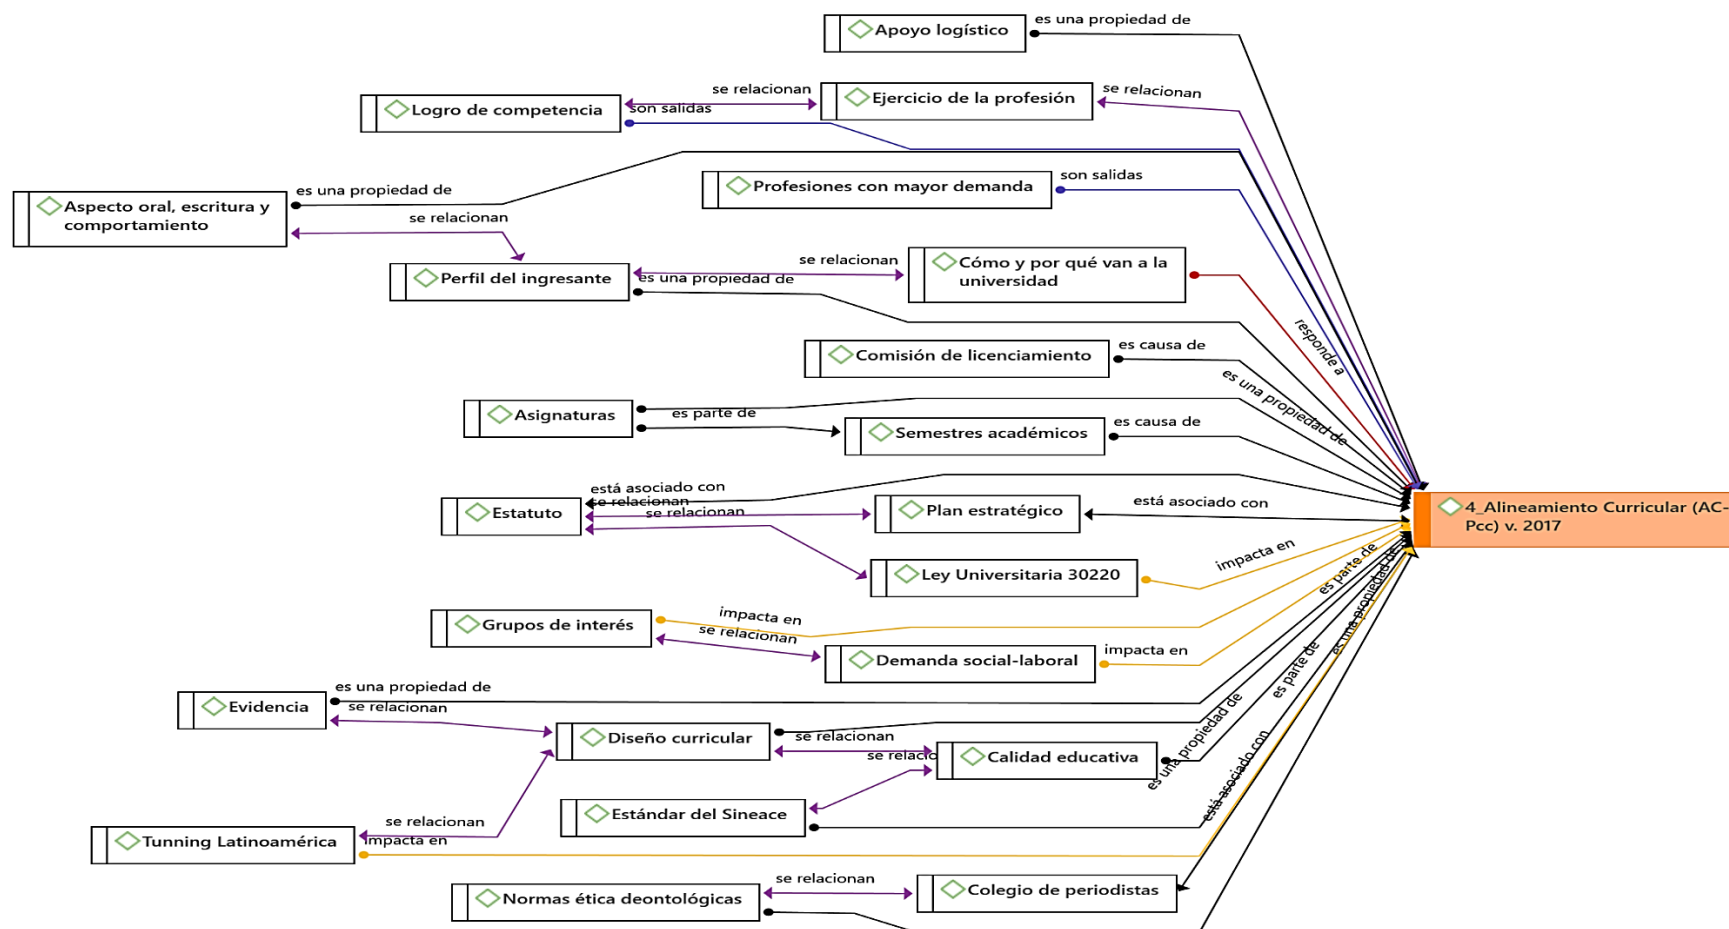 Apoyo logístico
es una propiedad de
Logro de competencia
se relacionan
son salidas
Ejercicio de la profesión
se relacionan
Aspecto oral, escritura y
comportamiento
es una propiedad de
se relacionan
Profesiones con mayor demanda
son salidas
Perfil del ingresante
se relacionan
es una propiedad de
Cómo y por qué van a la
universidad
responde a
Comisión de licenciamiento
es causa de
es una propiedad de
Asignaturas
es parte de
Semestres académicos
es causa de
Estatuto
está asociado con
se relacionan
se relacionan
Plan estratégico
está asociado con
4_Alineamiento Curricular (AC-
Pcc) v. 2017
Ley Universitaria 30220
impacta en
Grupos de interés
impacta en
se relacionan
Demanda social-laboral
impacta en
es parte de
es una propiedad de
Evidencia
es una propiedad de
se relacionan
Diseño curricular
se relacionan
se relacio
Calidad educativa
es parte de
es una propiedad de
está asociado con
Estándar del Sineace
Tunning Latinoamérica
se relacionan
impacta en
Normas ética deontológicas
se relacionan
Colegio de periodistas